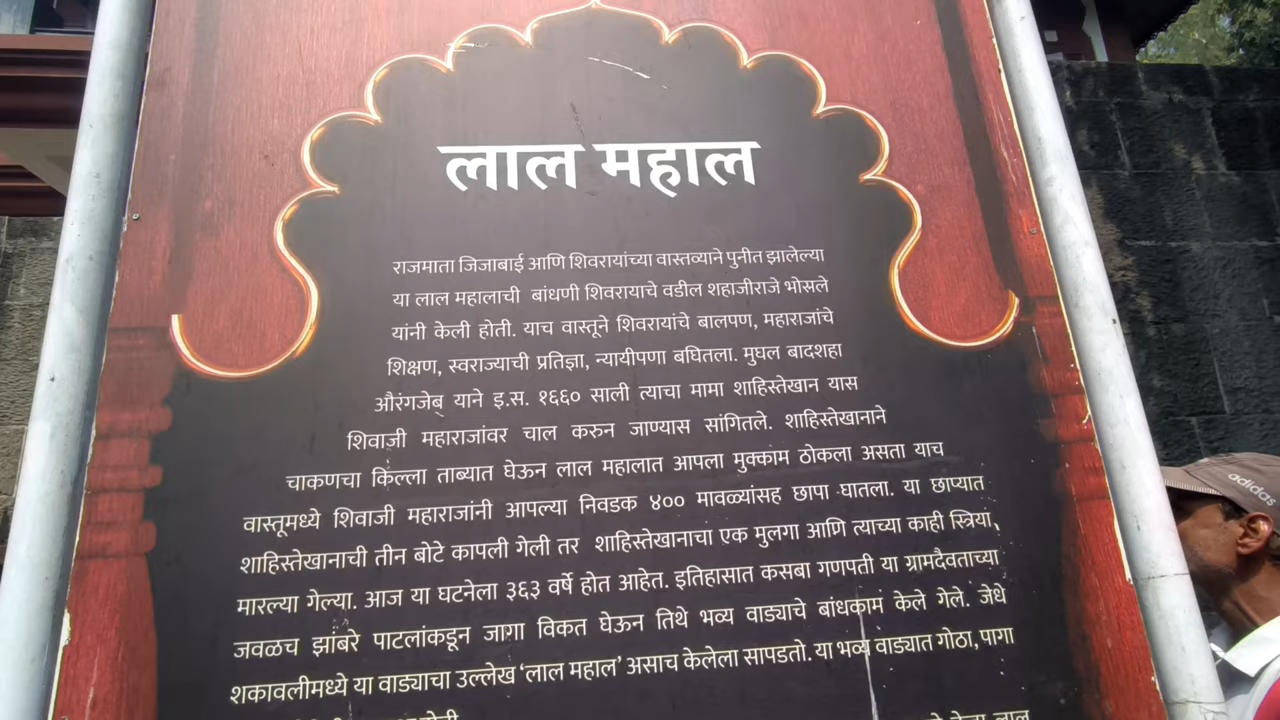 लाल महाल
राजमाता जिजाबाई आणि शिवरायांच्या वास्तव्याने पुनीत झालेल्या
या लाल महालाची बांधणी शिवरायाचे वडील शहाजीराजे भोसले
यांनी केली होती. याच वास्तूने शिवरायांचे बालपण, महाराजांचे
शिक्षण, स्वराज्याची प्रतिज्ञा, न्यायीपणा बघितला. मुघल बादशहा
औरंगजेब् याने इ.स. १६६० साली त्याचा मामा शाहिस्तेखान यास
शिवाजी महाराजांवर चाल करुन जाण्यास सांगितले. शाहिस्तेखानाने
चाकणचा किल्ला ताब्यात घेऊन लाल महालात आपला मुक्काम ठोकला असता याच
वास्तूमध्ये शिवाजी महाराजांनी आपल्या निवडक ४०० मावळ्यांसह छापा घातला. या छाप्यात
शाहिस्तेखानाची तीन बोटे कापली गेली तर शाहिस्तेखानाचा एक मुलगा आणि त्याच्या काही स्त्रिया,
मारल्या गेल्या. आज या घटनेला ३६३ वर्षे होत आहेत. इतिहासात कसबा गणपती या ग्रामदैवताच्या
जवळच झांबरे पाटलांकडून जागा विकत घेऊन तिथे भव्य वाड्याचे बांधकाम केले गेले. जेधे
शकावलीमध्ये या वाड्याचा उल्लेख ‘लाल महाल’ असाच केलेला सापडतो. या भव्य वाड्यात गोठा, पागा
लाल
adidas